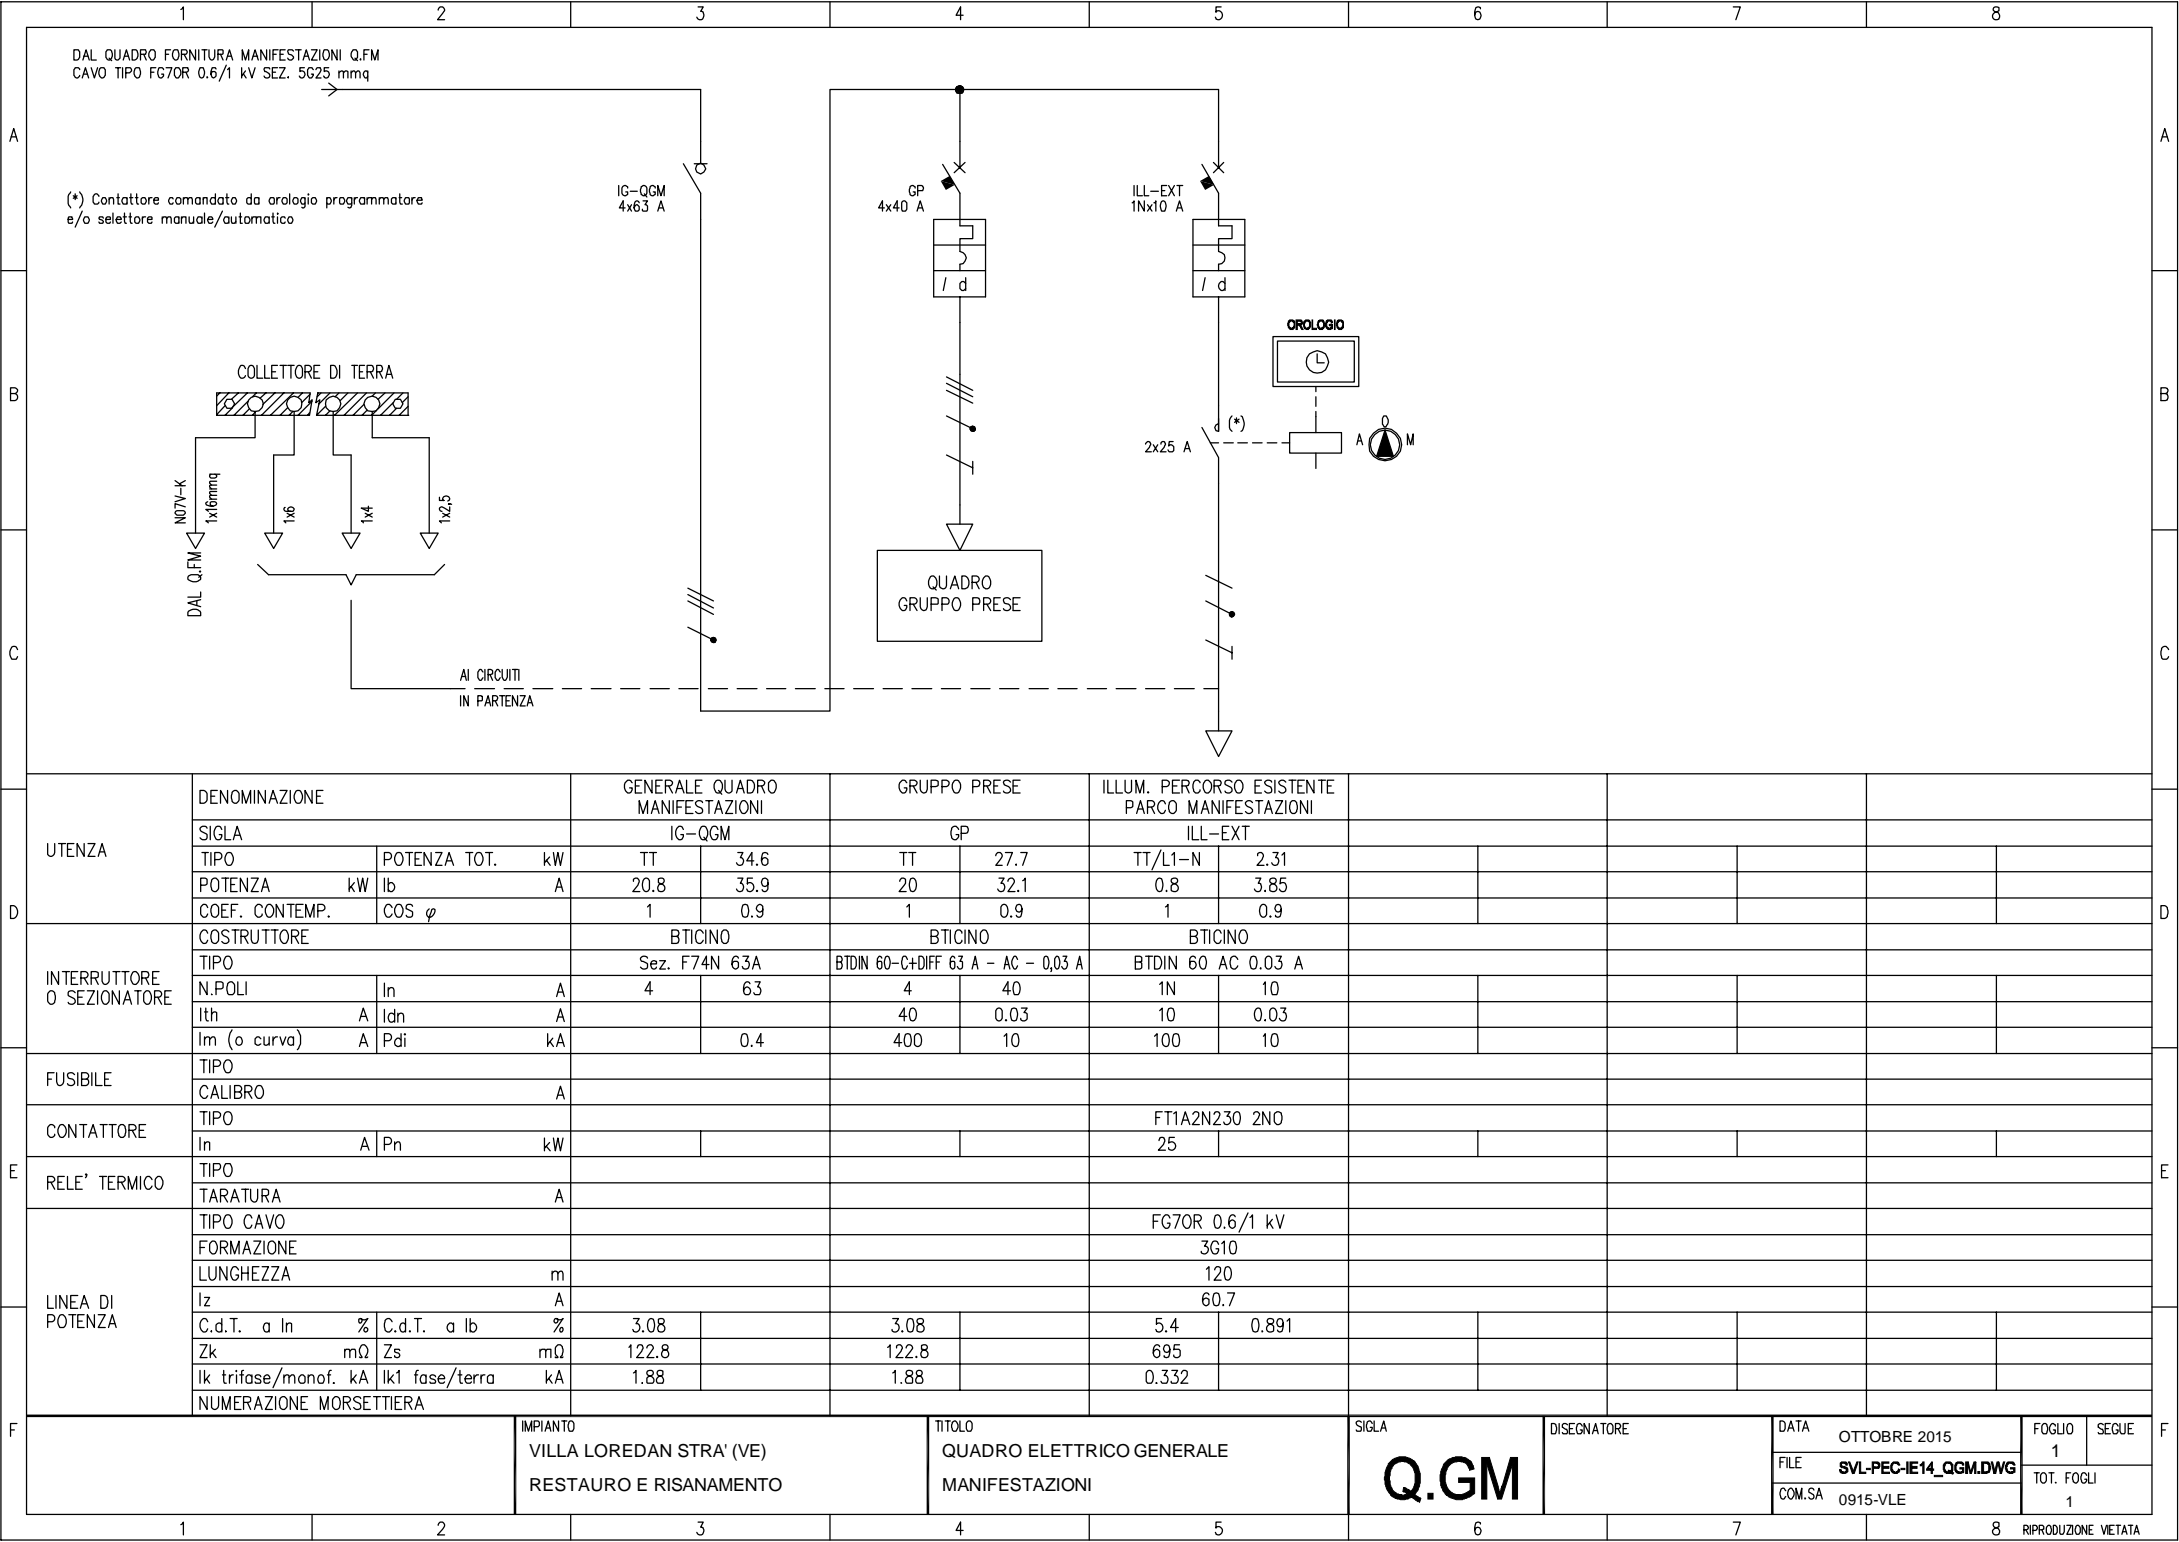 1 2 3 4 5 6 7 8
DAL QUADRO FORNITURA MANIFESTAZIONI Q.FM
CAVO TIPO FG7OR 0.6/1 kV SEZ. 5G25 mmq
A A
(*) Contattore comandato da orologio programmatore
e/o selettore manuale/automatico
IG-QGM
4x63 A
GP
4x40 A
ILL-EXT
1Nx10 A
I d
I d
OROLOGIO
COLLETTORE DI TERRA
B B
(*)
2x25 A
A 0 M
N07V-K
1x16mmq
1x6
1x4
1x2,5
DAL Q.FM
QUADRO
GRUPPO PRESE
C C
AI CIRCUITI
IN PARTENZA
UTENZA
DENOMINAZIONE
GENERALE QUADRO
MANIFESTAZIONI
GRUPPO PRESE
ILLUM. PERCORSO ESISTENTE
PARCO MANIFESTAZIONI
SIGLA IG-QGM GP ILL-EXT
TIPO POTENZA TOT. kW TT 34.6 TT 27.7 TT/L1-N 2.31
POTENZA kW Ib A 20.8 35.9 20 32.1 0.8 3.85
D COEF. CONTEMP. COS φ 1 0.9 1 0.9 1 0.9 D
INTERRUTTORE
O SEZIONATORE
COSTRUTTORE BTICINO BTICINO BTICINO
TIPO Sez. F74N 63A BTDIN 60-C+DIFF 63 A - AC - 0,03 A BTDIN 60 AC 0.03 A
N.POLI In A 4 63 4 40 1N 10
Ith A Idn A 40 0.03 10 0.03
Im (o curva) A Pdi kA 0.4 400 10 100 10
FUSIBILE
TIPO
CALIBRO A
CONTATTORE
TIPO FT1A2N230 2NO
In A Pn kW 25
E E
RELE' TERMICO
TIPO
TARATURA A
LINEA DI
POTENZA
TIPO CAVO FG7OR 0.6/1 kV
FORMAZIONE 3G10
LUNGHEZZA m 120
Iz A 60.7
C.d.T. a In % C.d.T. a Ib % 3.08 3.08 5.4 0.891
Zk mΩ Zs mΩ 122.8 122.8 695
Ik trifase/monof. kA Ik1 fase/terra kA 1.88 1.88 0.332
NUMERAZIONE MORSETTIERA
F F
IMPIANTO
VILLA LOREDAN STRA' (VE)
RESTAURO E RISANAMENTO
TITOLO
QUADRO ELETTRICO GENERALE
MANIFESTAZIONI
SIGLA
Q.GM
DISEGNATORE
DATA OTTOBRE 2015
FILE SVL-PEC-IE14_QGM.DWG
COM.SA 0915-VLE
FOGLIO
1
SEGUE
TOT. FOGLI
1
1 2 3 4 5 6 7 8
RIPRODUZIONE VIETATA